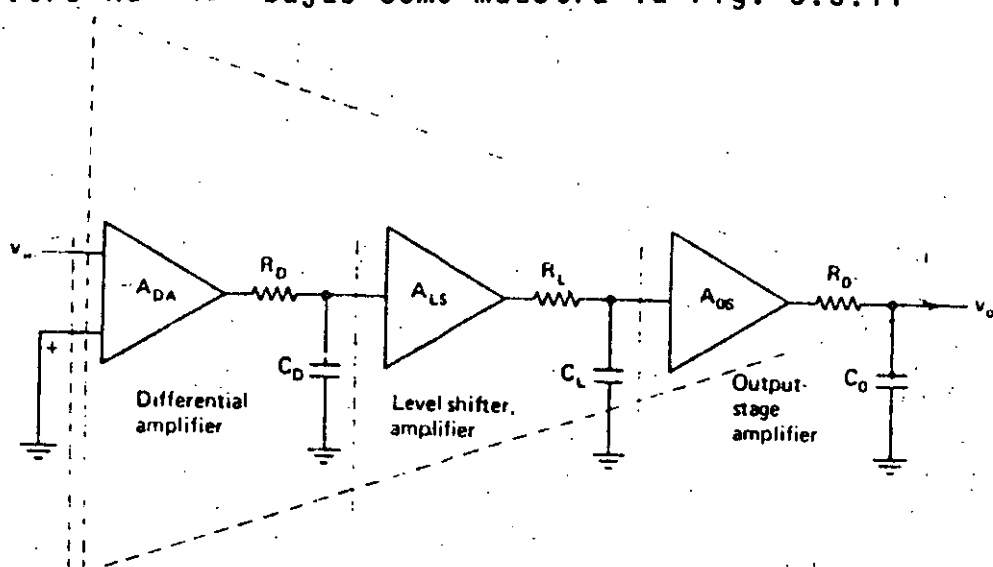 como muestra la Fig.
v-
+
A_DA
R_D
C_D
Differential
amplifier
A_LS
R_L
C_L
Level shifter,
amplifier
A_OS
R_O
C_O
Output-
stage
amplifier
v_o